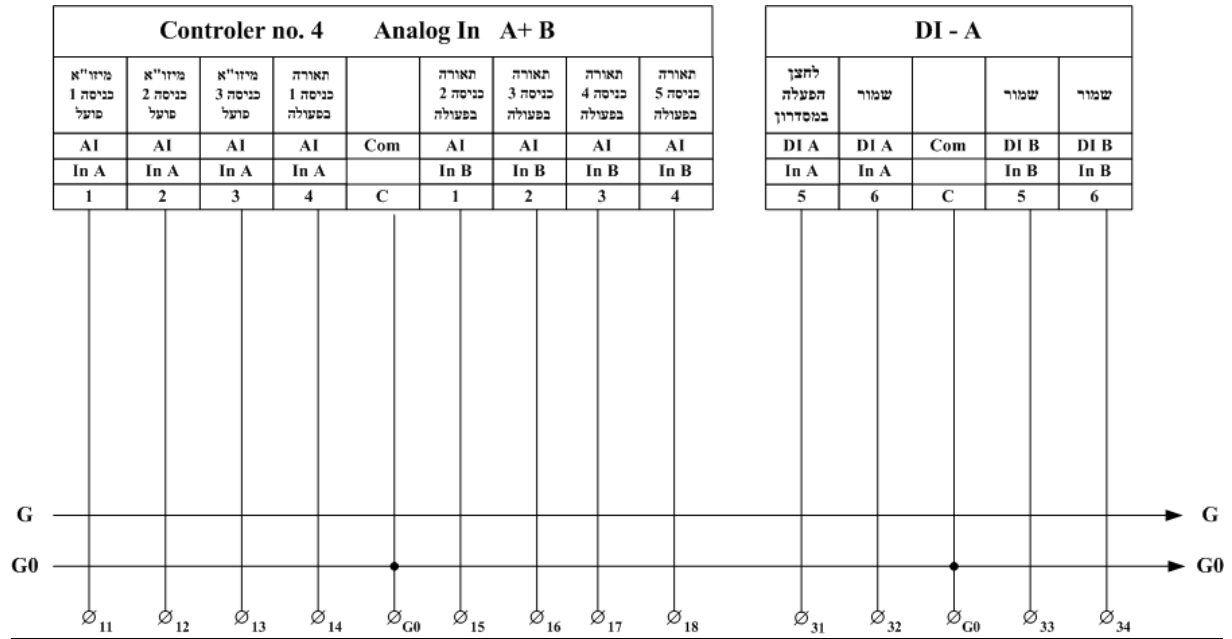 Controler no. 4 Analog In A+ B
DI - A
מיזו"א כניסה 1 פועל
מיזו"א כניסה 2 פועל
מיזו"א כניסה 3 פועל
תאורה כניסה 1 בפעולה
תאורה כניסה 2 בפעולה
תאורה כניסה 3 בפעולה
תאורה כניסה 4 בפעולה
תאורה כניסה 5 בפעולה
לחצן הפעלה במסדרון
שמור
שמור
שמור
AI AI AI AI Com AI AI AI AI
DI A DI A Com DI B DI B
In A In A In A In A In B In B In B In B
In A In A In B In B
1 2 3 4 C 1 2 3 4
5 6 C 5 6
G G
G0 G0
11 12 13 14 G0 15 16 17 18 31 32 G0 33 34